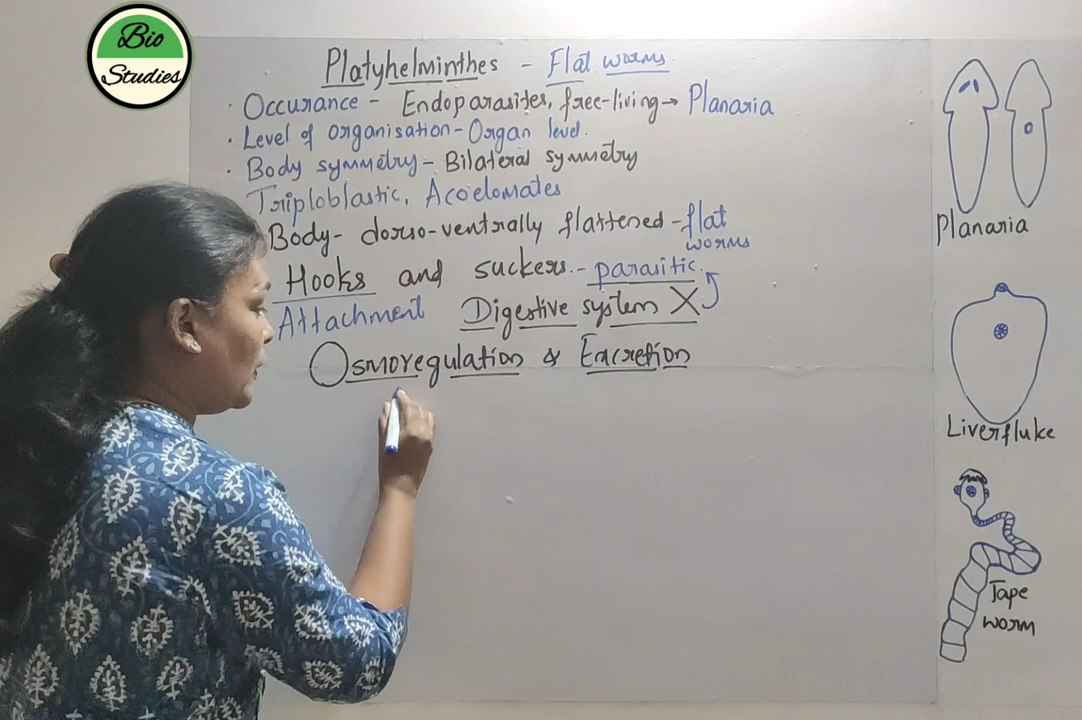 Bio
Studies
Platyhelminthes - Flat worms
· Occurance - Endoparasites, free-living → Planaria
· Level of organisation - Organ level.
· Body symmetry - Bilateral symmetry
Triploblastic, Acoelomates
Body - dorso-ventrally flattened - flat
worms
Hooks and suckers - parasitic.
Attachment Digestive system X
Osmoregulation & Excretion
Planaria
Liverfluke
Tape
worm